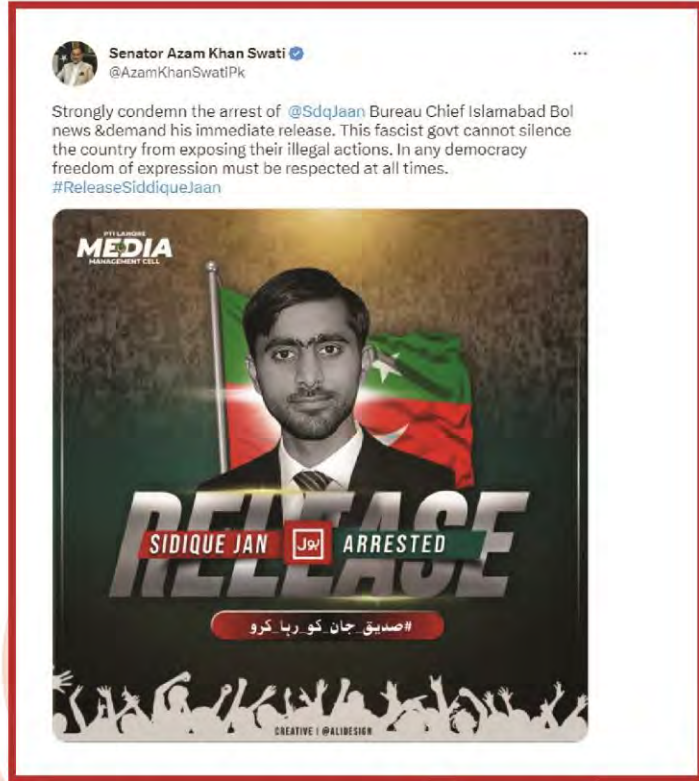 Senator Azam Khan Swati
@AzamKhanSwatiPk
Strongly condemn the arrest of @SdqJaan Bureau Chief Islamabad Bol
news &demand his immediate release. This fascist govt cannot silence
the country from exposing their illegal actions. In any democracy
freedom of expression must be respected at all times.
#ReleaseSiddiqueJaan
PTI LAHORE
MEDIA
MANAGEMENT CELL
RELEASE
SIDIQUE JAN بول ARRESTED
#صدیق_جان_کو_رہا_کرو
CREATIVE | @ALIDESIGN